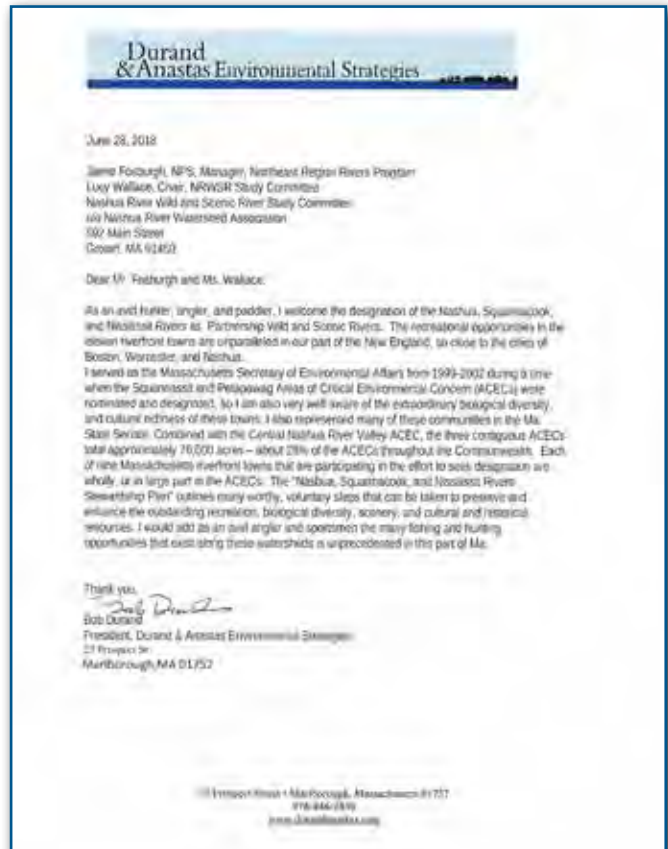 Durand
& Anastas Environmental Strategies
June 28, 2018
Jamie Fosburgh, NPS, Manager, Northeast Region Rivers Program
Lucy Wallace, Chair, NRWSR Study Committee
Nashua River Wild and Scenic River Study Committee
c/o Nashua River Watershed Association
592 Main Street
Groton, MA 01450
Dear Mr. Fosburgh and Ms. Wallace:
As an avid hunter, angler, and paddler, I welcome the designation of the Nashua, Squannacook,
and Nissitissit Rivers as Partnership Wild and Scenic Rivers. The recreational opportunities in the
eleven riverfront towns are unparalleled in our part of the New England, so close to the cities of
Boston, Worcester, and Nashua.
I served as the Massachusetts Secretary of Environmental Affairs from 1999-2002 during a time
when the Squannassit and Petapawag Areas of Critical Environmental Concern (ACECs) were
nominated and designated, so I am also very well aware of the extraordinary biological diversity,
and cultural richness of these towns. I also represented many of these communities in the Ma.
State Senate. Combined with the Central Nashua River Valley ACEC, the three contiguous ACECs
total approximately 76,000 acres – about 28% of the ACECs throughout the Commonwealth. Each
of nine Massachusetts riverfront towns that are participating in the effort to seek designation are
wholly, or in large part in the ACECs. The "Nashua, Squannacook, and Nissitissit Rivers
Stewardship Plan" outlines many worthy, voluntary steps that can be taken to preserve and
enhance the outstanding recreation, biological diversity, scenery, and cultural and historical
resources. I would add as an avid angler and sportsmen the many fishing and hunting
opportunities that exist along these watersheds is unprecedented in this part of Ma.
Thank you,
Bob Durand
President, Durand & Anastas Environmental Strategies
Prospect St
Marlborough, MA 01752
Prospect Street • Marlborough, Massachusetts 01752